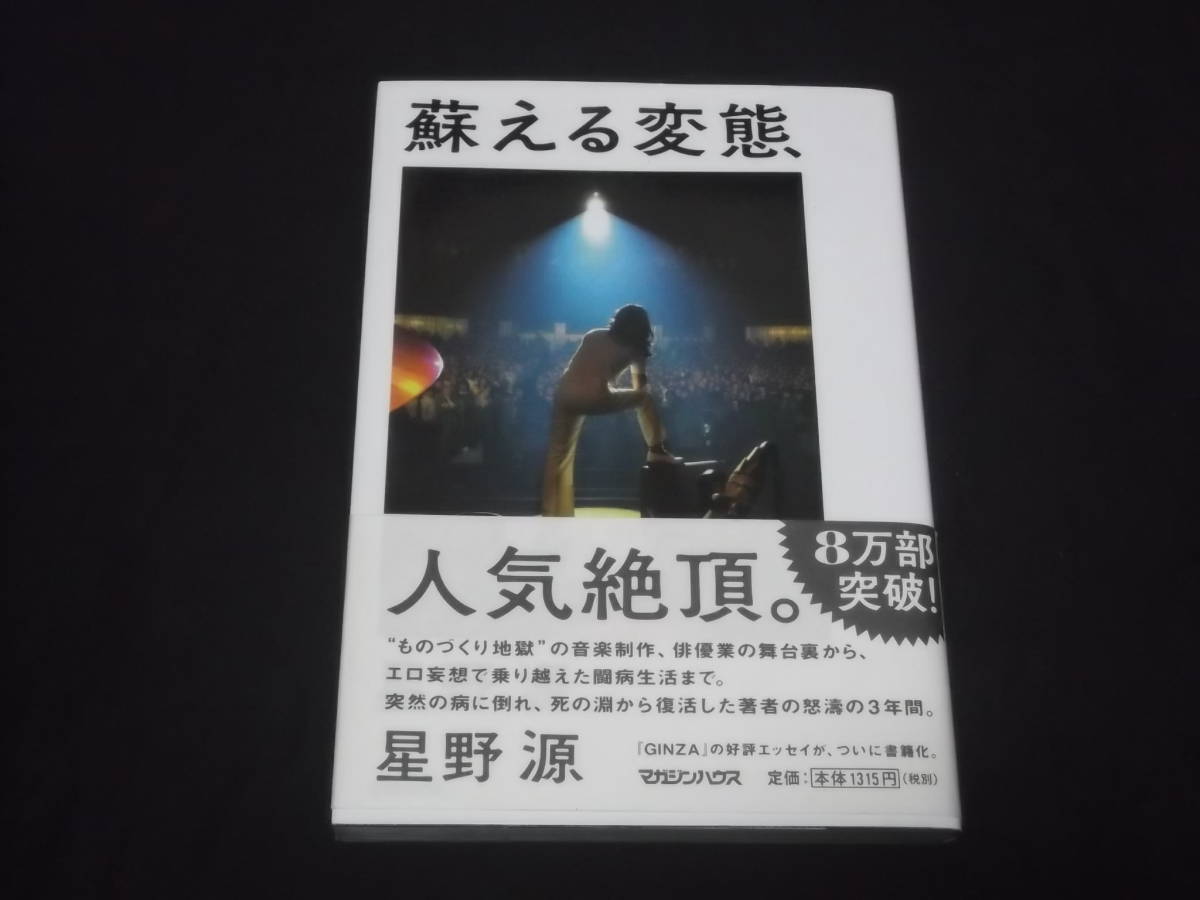 蘇える変態
人気絶頂。
8万部
突破!
“ものづくり地獄”の音楽制作、俳優業の舞台裏から、
エロ妄想で乗り越えた闘病生活まで。
突然の病に倒れ、死の淵から復活した著者の怒濤の3年間。
星野 源
『GINZA』の好評エッセイが、ついに書籍化。
マガジンハウス 定価:本体1315円(税別)